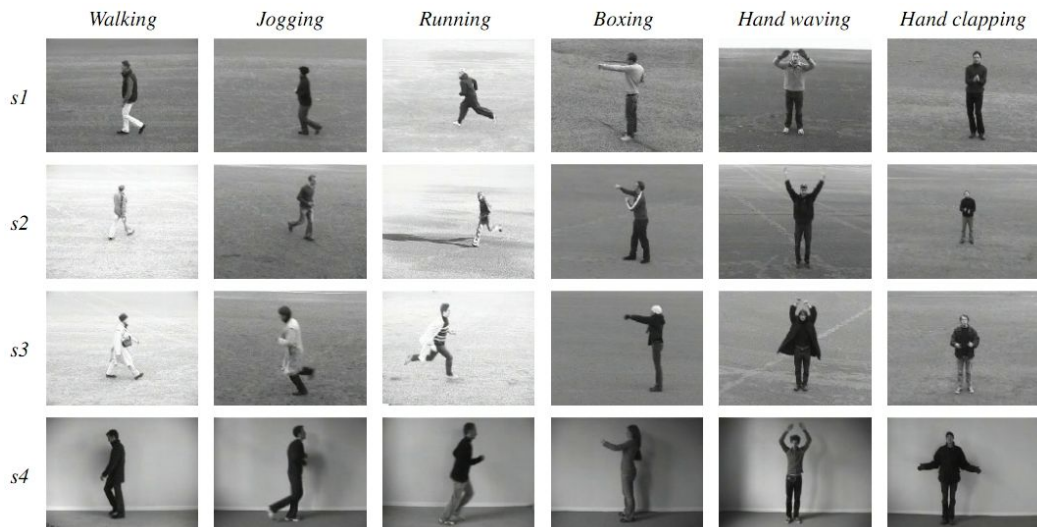 Walking Jogging Running Boxing Hand waving Hand clapping
s1
s2
s3
s4